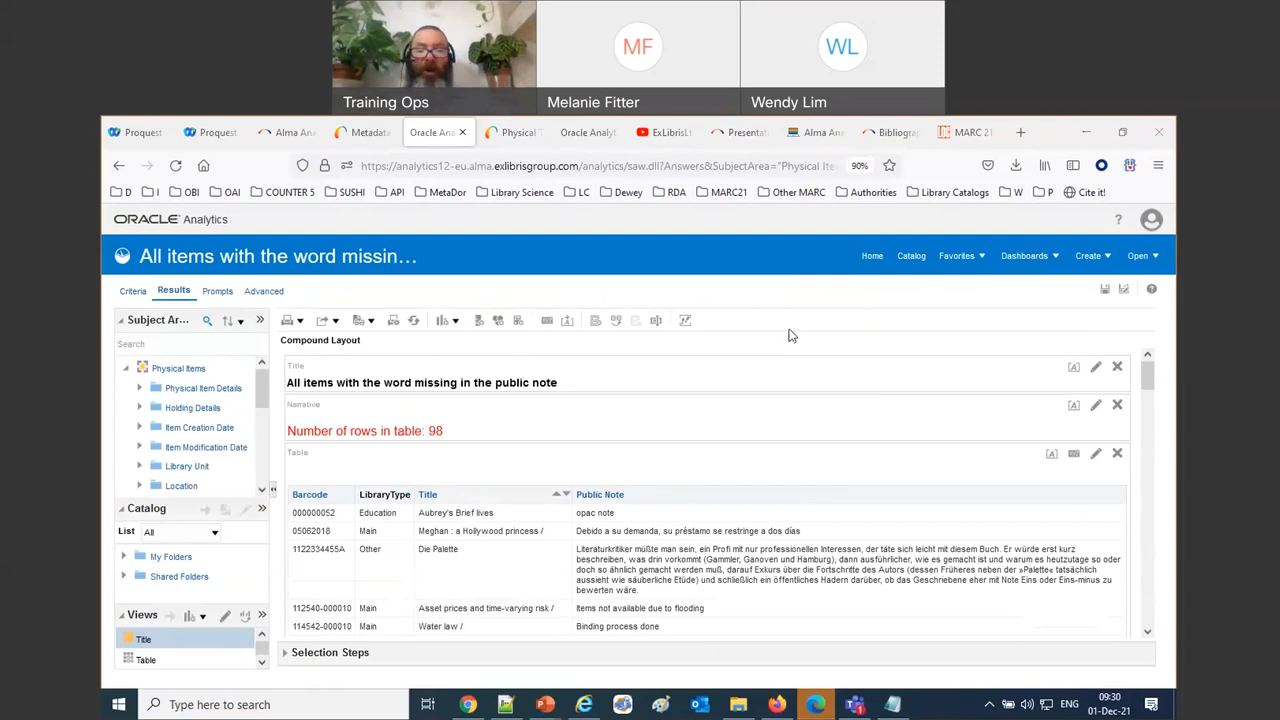 MF
WL
Training Ops
Melanie Fitter
Wendy Lim
Proquest
Proquest
Alma Ana
Metadata
Oracle Ana
Physical T
Oracle Analyt
ExLibrisLt
Presentat
Alma Ana
Bibliograp
MARC 21
https://analytics12-eu.alma.exlibrisgroup.com/analytics/saw.dll?Answers&SubjectArea="Physical Ite
90%
D
I
OBI
OAI
COUNTER 5
SUSHI
API
MetaDor
Library Science
LC
Dewey
RDA
MARC21
Other MARC
Authorities
Library Catalogs
W
P
Cite it!
ORACLE Analytics
All items with the word missin…
Home
Catalog
Favorites
Dashboards
Create
Open
Criteria
Results
Prompts
Advanced
Subject Ar...
Search
Physical Items
Physical Item Details
Holding Details
Item Creation Date
Item Modification Date
Library Unit
Location
Catalog
List
All
My Folders
Shared Folders
Views
Title
Table
Compound Layout
Title
All items with the word missing in the public note
Narrative
Number of rows in table: 98
Table
Barcode LibraryType Title Public Note
000000052 Education Aubrey's Brief lives opac note
05062018 Main Meghan : a Hollywood princess / Debido a su demanda, su préstamo se restringe a dos días
1122334455A Other Die Palette Literaturkritiker müßte man sein, ein Profi mit nur professionellen Interessen, der täte sich leicht mit diesem Buch. Er würde erst kurz
beschreiben, was drin vorkommt (Gammler, Ganoven und Hamburg), dann ausführlicher, wie es gemacht ist und warum es heutzutage so oder
doch so ähnlich gemacht werden muß, darauf Exkurs über die Fortschritte des Autors (dessen Früheres neben der »Palette« tatsächlich
aussieht wie säuberliche Etüde) und schließlich ein öffentliches Hadern darüber, ob das Geschriebene eher mit Note Eins oder Eins-minus zu
bewerten wäre.
112540-000010 Main Asset prices and time-varying risk / Items not available due to flooding
114542-000010 Main Water law / Binding process done
Selection Steps
Type here to search
ENG
09:30
01-Dec-21